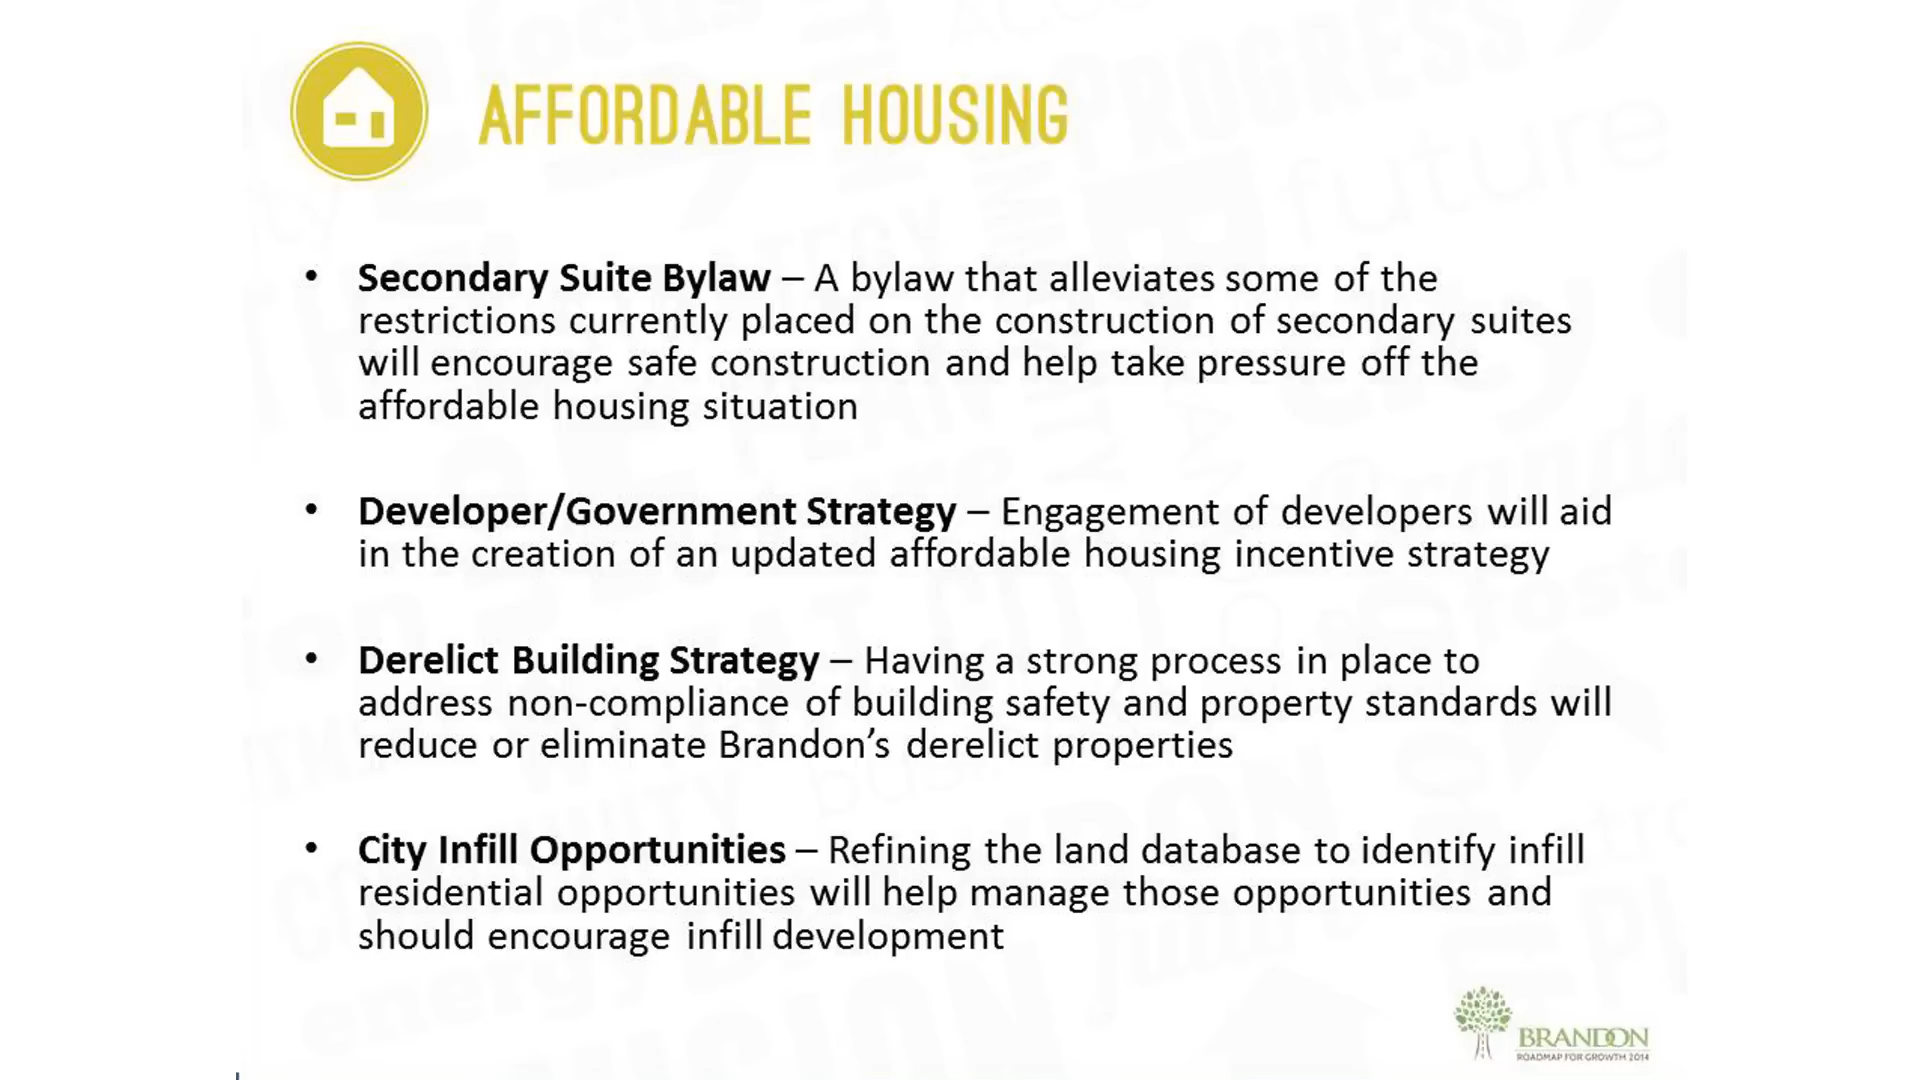 AFFORDABLE HOUSING
• Secondary Suite Bylaw – A bylaw that alleviates some of the
restrictions currently placed on the construction of secondary suites
will encourage safe construction and help take pressure off the
affordable housing situation
• Developer/Government Strategy – Engagement of developers will aid
in the creation of an updated affordable housing incentive strategy
• Derelict Building Strategy – Having a strong process in place to
address non-compliance of building safety and property standards will
reduce or eliminate Brandon’s derelict properties
• City Infill Opportunities – Refining the land database to identify infill
residential opportunities will help manage those opportunities and
should encourage infill development
BRANDON
ROADMAP FOR GROWTH 2014